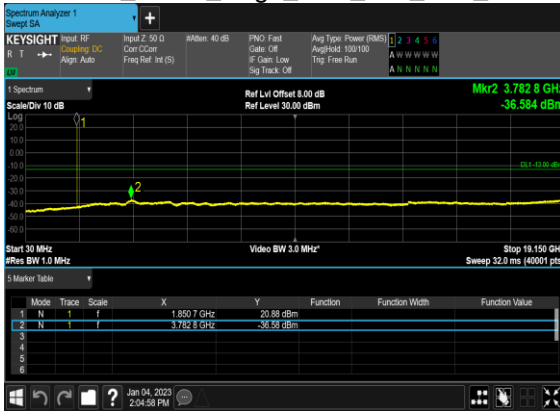 Spectrum Analyzer 1
Swept SA
+
KEYSIGHT
R T
LW
Input: RF
Coupling: DC
Align: Auto
Input Z: 50 Ω
Corr CCorr
Freq Ref: Int (S)
#Atten: 40 dB
PNO: Fast
Gate: Off
IF Gain: Low
Sig Track: Off
Avg Type: Power (RMS)
Avg|Hold: 100/100
Trig: Free Run
1 2 3 4 5 6
A W W W W W
A N N N N N
1 Spectrum
Scale/Div 10 dB
Ref Lvl Offset 8.00 dB
Ref Level 30.00 dBm
Mkr2 3.782 8 GHz
-36.584 dBm
Log
20.0
10.0
0.00
-10.0
-20.0
-30.0
-40.0
-50.0
-60.0
1
2
DL1 -13.00 dBm
Start 30 MHz
#Res BW 1.0 MHz
Video BW 3.0 MHz*
Stop 19.150 GH
Sweep 32.0 ms (40001 pts
5 Marker Table
Mode Trace Scale X Y Function Function Width Function Value
1 N 1 f 1.850 7 GHz 20.88 dBm
2 N 1 f 3.782 8 GHz -36.58 dBm
3
4
5
6
?
Jan 04, 2023
2:04:58 PM